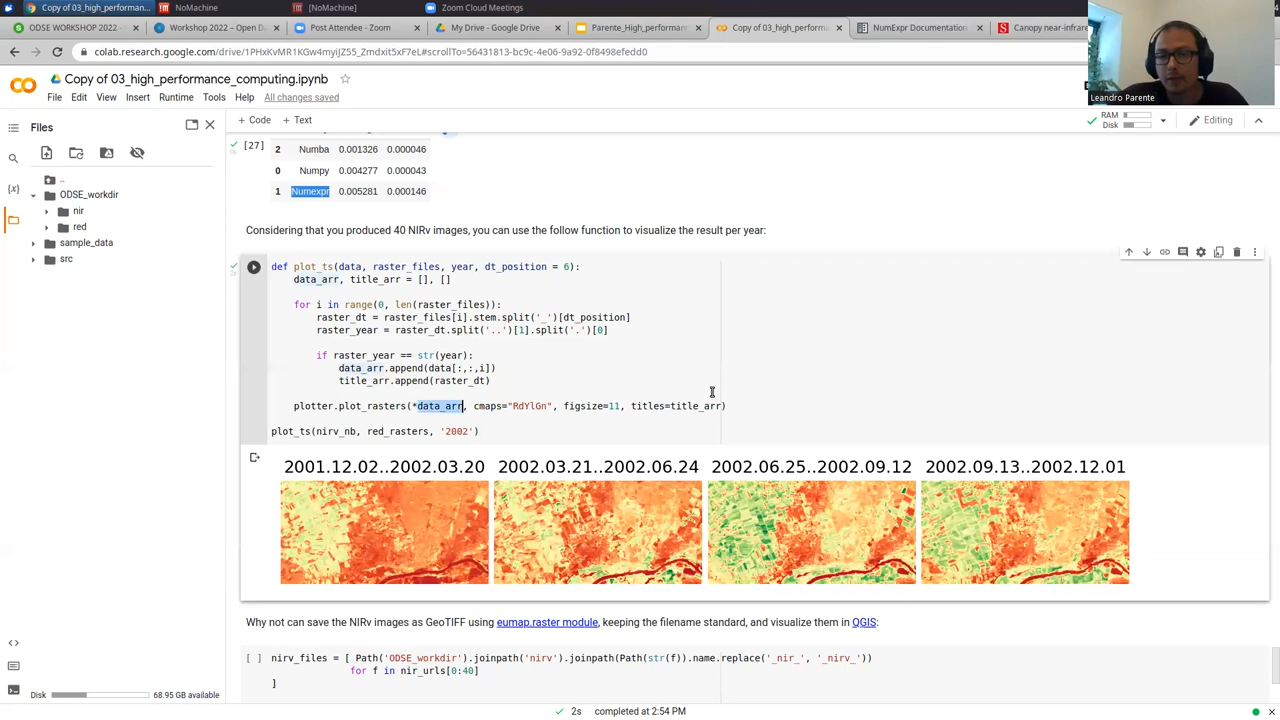 Copy of 03_high_performan...
NoMachine
[NoMachine]
Zoom Cloud Meetings
ODSE WORKSHOP 2022 -
Workshop 2022 – Open D
Post Attendee - Zoom
My Drive - Google Drive
Parente_High_performanc
Copy of 03_high_performa
NumExpr Documentation
Canopy near-infrare
colab.research.google.com/drive/1PHxKvMR1KGw4myjIZ55_Zmdxit5xF7eL#scrollTo=56431813-bc9c-4e06-9a92-0f8498efedd0
Copy of 03_high_performance_computing.ipynb
File Edit View Insert Runtime Tools Help All changes saved
Leandro Parente
RAM
Disk
Editing
+ Code + Text
Files
..
ODSE_workdir
nir
red
sample_data
src
Disk 68.95 GB available
[27]
2 Numba 0.001326 0.000046
0 Numpy 0.004277 0.000043
1 Numexpr 0.005281 0.000146
Considering that you produced 40 NIRv images, you can use the follow function to visualize the result per year:
def plot_ts(data, raster_files, year, dt_position = 6):
data_arr, title_arr = [], []
for i in range(0, len(raster_files)):
raster_dt = raster_files[i].stem.split('_')[dt_position]
raster_year = raster_dt.split('..')[1].split('.')[0]
if raster_year == str(year):
data_arr.append(data[:,:,i])
title_arr.append(raster_dt)
plotter.plot_rasters(*data_arr, cmaps="RdYlGn", figsize=11, titles=title_arr)
plot_ts(nirv_nb, red_rasters, '2002')
2001.12.02..2002.03.20
2002.03.21..2002.06.24
2002.06.25..2002.09.12
2002.09.13..2002.12.01
Why not can save the NIRv images as GeoTIFF using eumap.raster module, keeping the filename standard, and visualize them in QGIS:
[ ] nirv_files = [ Path('ODSE_workdir').joinpath('nirv').joinpath(Path(str(f)).name.replace('_nir_', '_nirv_'))
for f in nir_urls[0:40]
]
2s completed at 2:54 PM